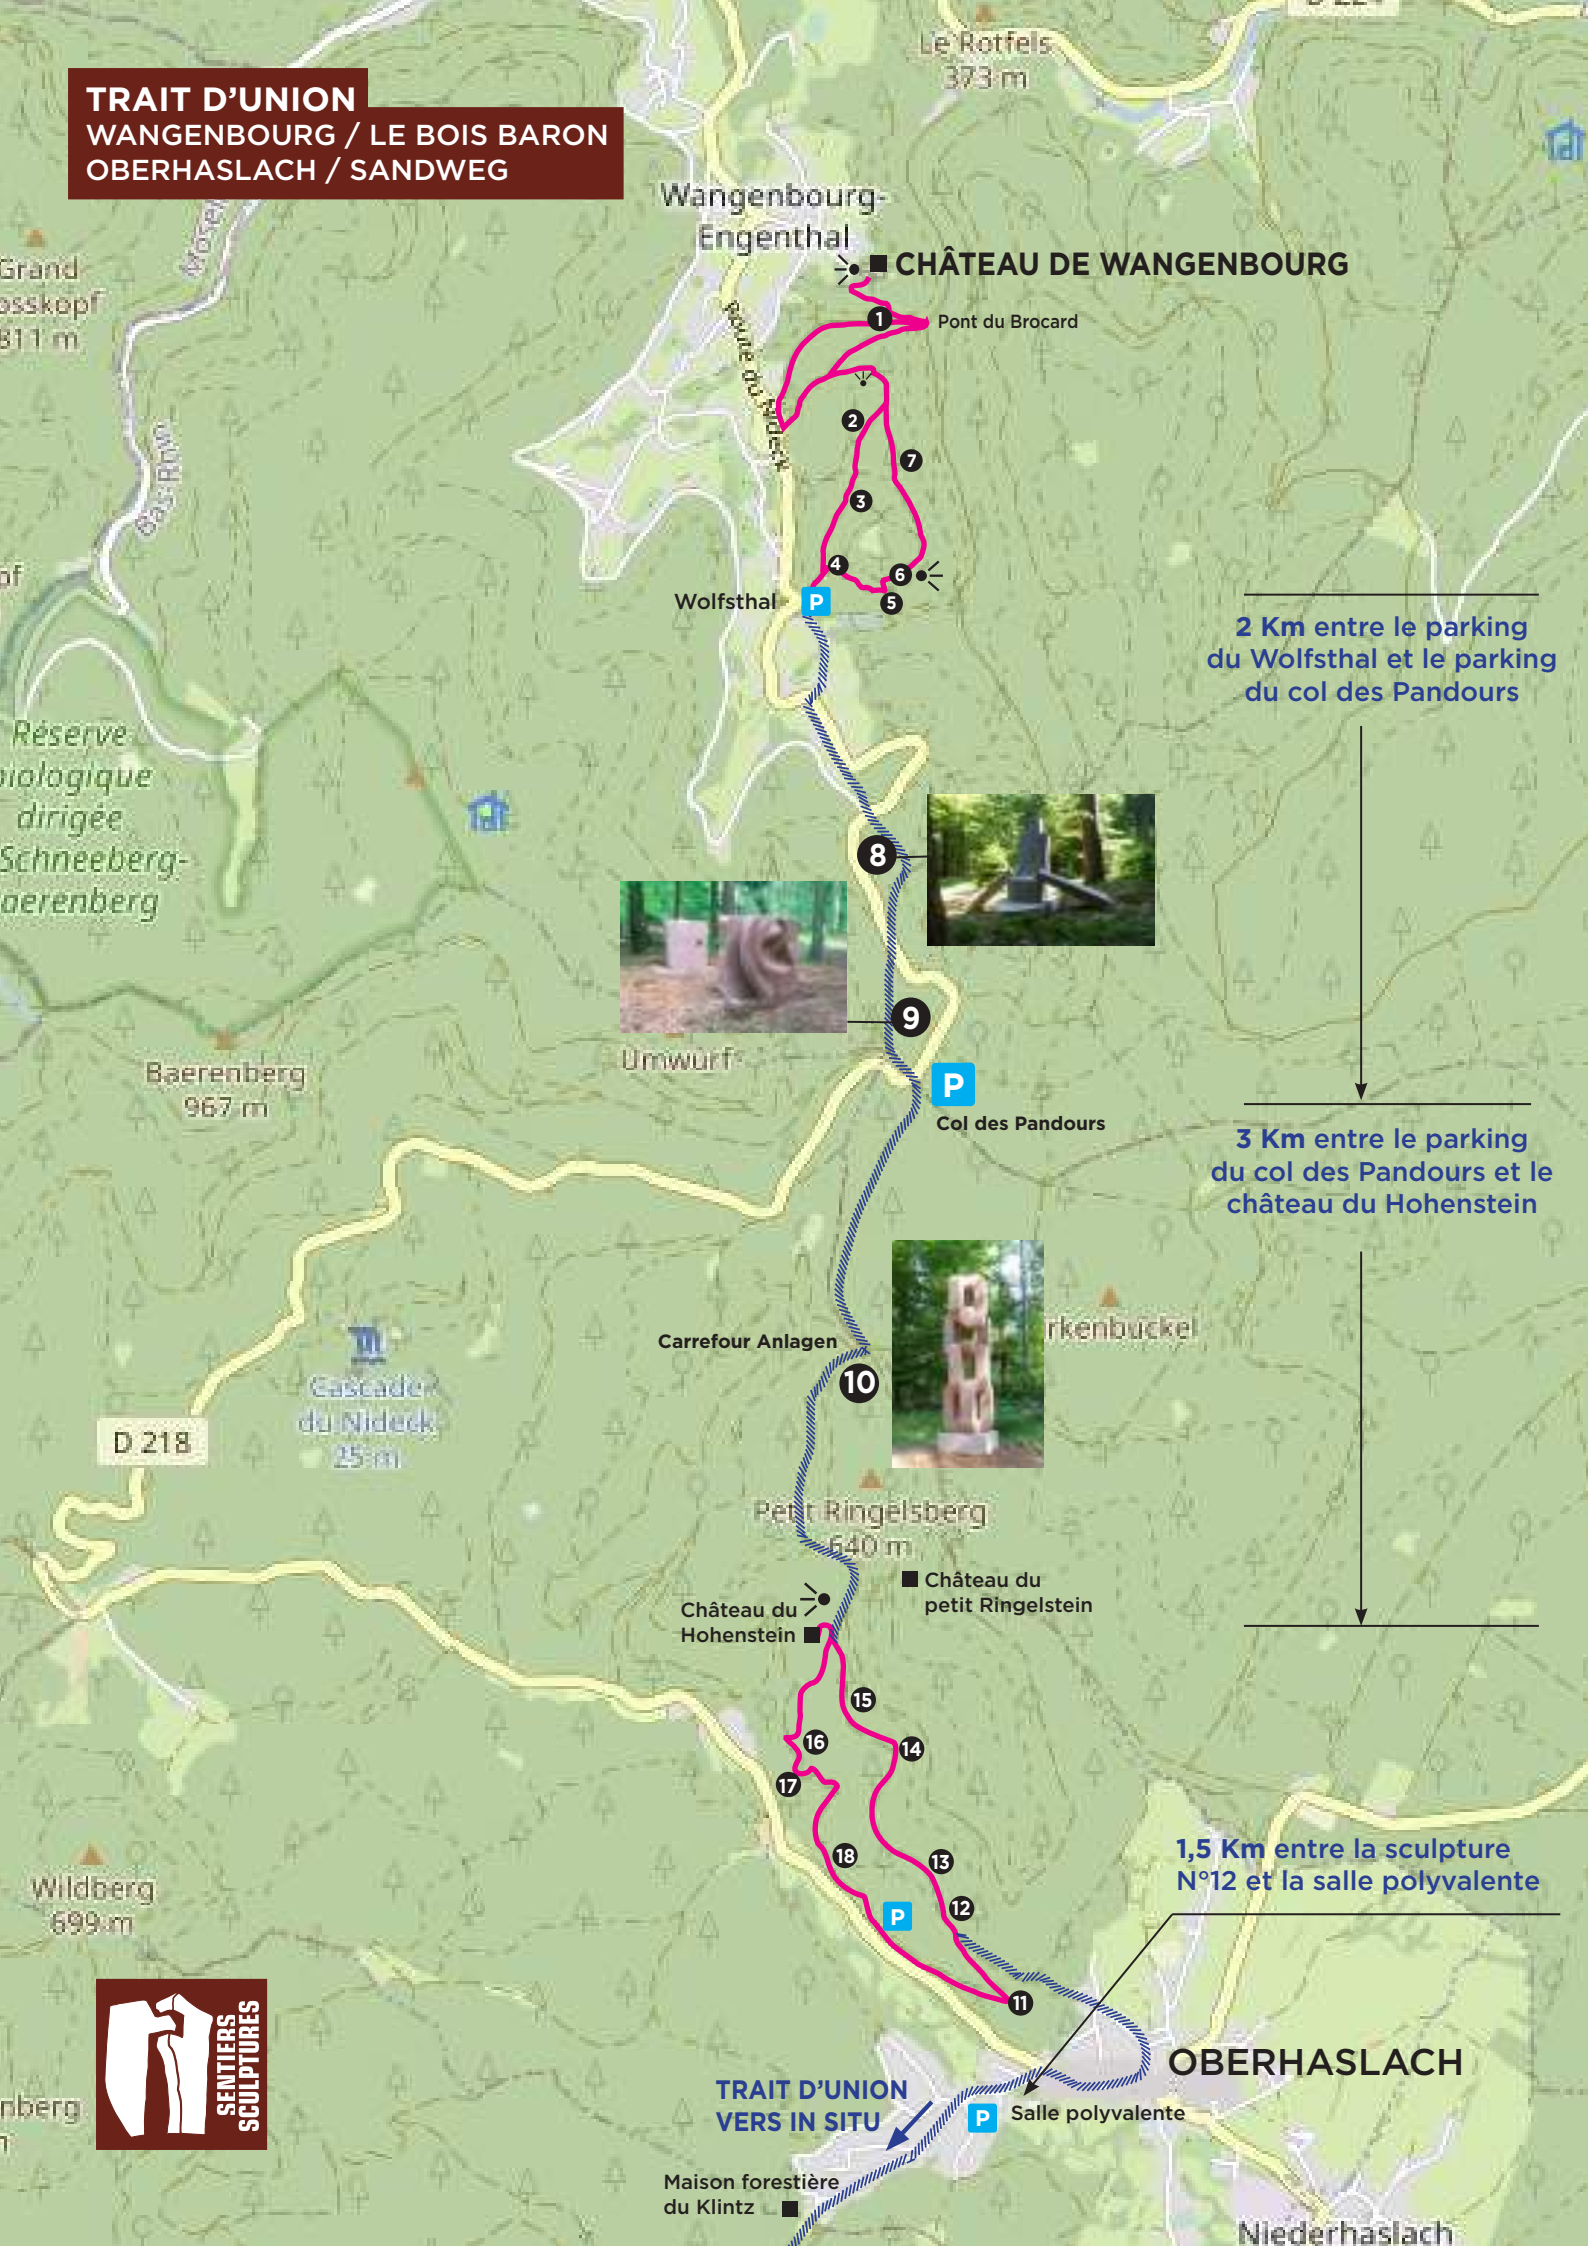 TRAIT D'UNION
WANGENBOURG / LE BOIS BARON
OBERHASLACH / SANDWEG
Le Rotfels
373 m
Wangenbourg-
Engenthal
CHÂTEAU DE WANGENBOURG
Grand
811 m
1
Pont du Brocard
Route du Nideck
2
7
3
4
6
5
Wolfsthal
P
2 Km entre le parking
du Wolfsthal et le parking
du col des Pandours
Réserve
biologique
dirigée
Schneeberg-
8
9
Umwurf
Baerenberg
967 m
P
Col des Pandours
3 Km entre le parking
du col des Pandours et le
château du Hohenstein
rkenbuckel
Carrefour Anlagen
10
Cascade
du Nideck
25 m
D 218
Petit Ringelsberg
640 m
Château du
petit Ringelstein
Château du
Hohenstein
15
14
16
17
18
13
12
P
11
1,5 Km entre la sculpture
N°12 et la salle polyvalente
Wildberg
699 m
SENTIERS
SCULPTURES
OBERHASLACH
TRAIT D'UNION
VERS IN SITU
P
Salle polyvalente
nberg
Maison forestière
du Klintz
Niederhaslach